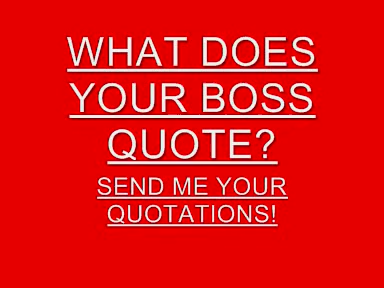 WHAT DOES
YOUR BOSS
QUOTE?
SEND ME YOUR
QUOTATIONS!